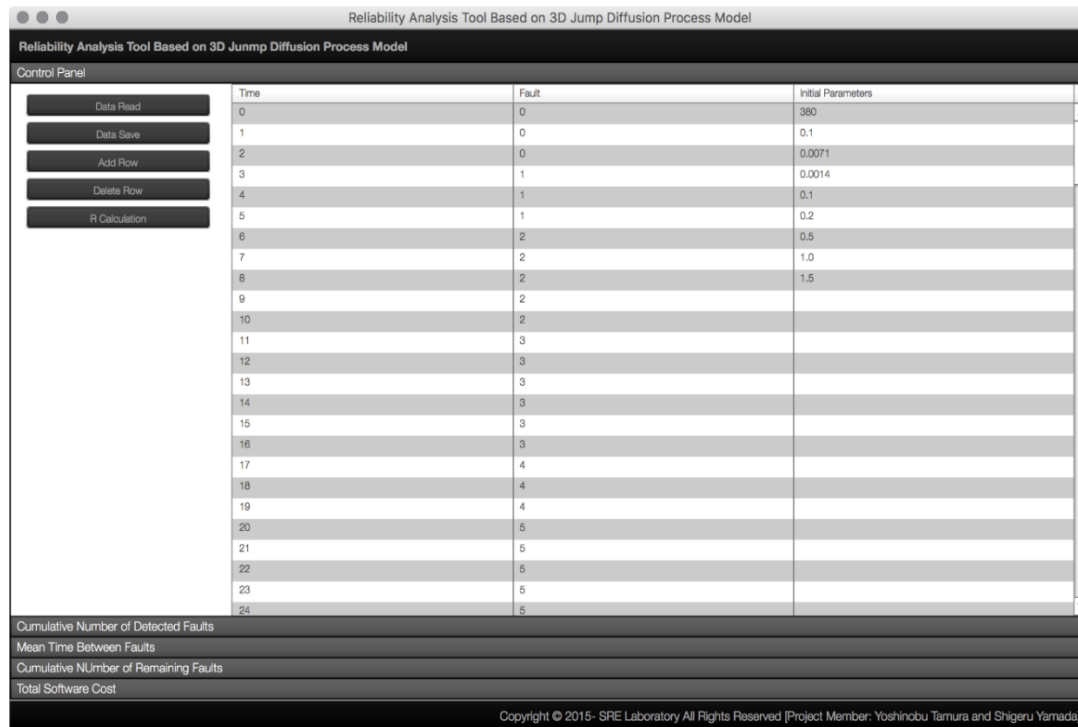 Reliability Analysis Tool Based on 3D Jump Diffusion Process Model
Reliability Analysis Tool Based on 3D Junmp Diffusion Process Model
Control Panel
Data Read
Data Save
Add Row
Delete Row
R Calculation
Time Fault Initial Parameters
0 0 380
1 0 0.1
2 0 0.0071
3 1 0.0014
4 1 0.1
5 1 0.2
6 2 0.5
7 2 1.0
8 2 1.5
9 2
10 2
11 3
12 3
13 3
14 3
15 3
16 3
17 4
18 4
19 4
20 5
21 5
22 5
23 5
24 5
Cumulative Number of Detected Faults
Mean Time Between Faults
Cumulative NUmber of Remaining Faults
Total Software Cost
Copyright © 2015- SRE Laboratory All Rights Reserved [Project Member: Yoshinobu Tamura and Shigeru Yamada